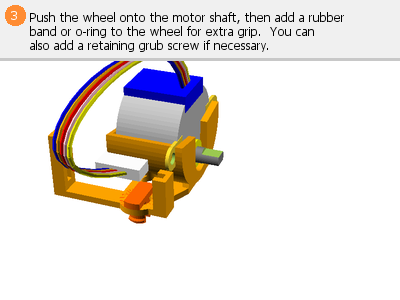 3
Push the wheel onto the motor shaft, then add a rubber
band or o-ring to the wheel for extra grip.  You can
also add a retaining grub screw if necessary.